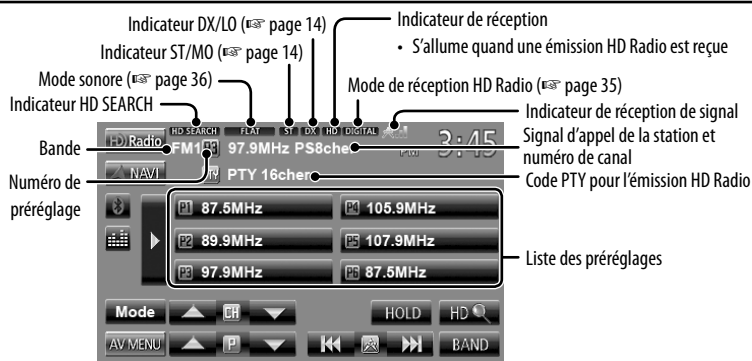 Indicateur DX/LO (☞ page 14)
Indicateur de réception
• S'allume quand une émission HD Radio est reçue
Indicateur ST/MO (☞ page 14)
Mode sonore (☞ page 36)
Mode de réception HD Radio (☞ page 35)
Indicateur HD SEARCH
Indicateur de réception de signal
Signal d'appel de la station et
numéro de canal
Bande
Code PTY pour l'émission HD Radio
Numéro de
préréglage
Liste des préréglages
HD SEARCH FLAT ST DX HD DIGITAL
HD Radio FM1 P3 97.9MHz PS8che PM 3:45
NAVI PTY PTY 16cher
P1 87.5MHz P4 105.9MHz
P2 89.9MHz P5 107.9MHz
P3 97.9MHz P6 87.5MHz
Mode CH HOLD HD
AV MENU P BAND